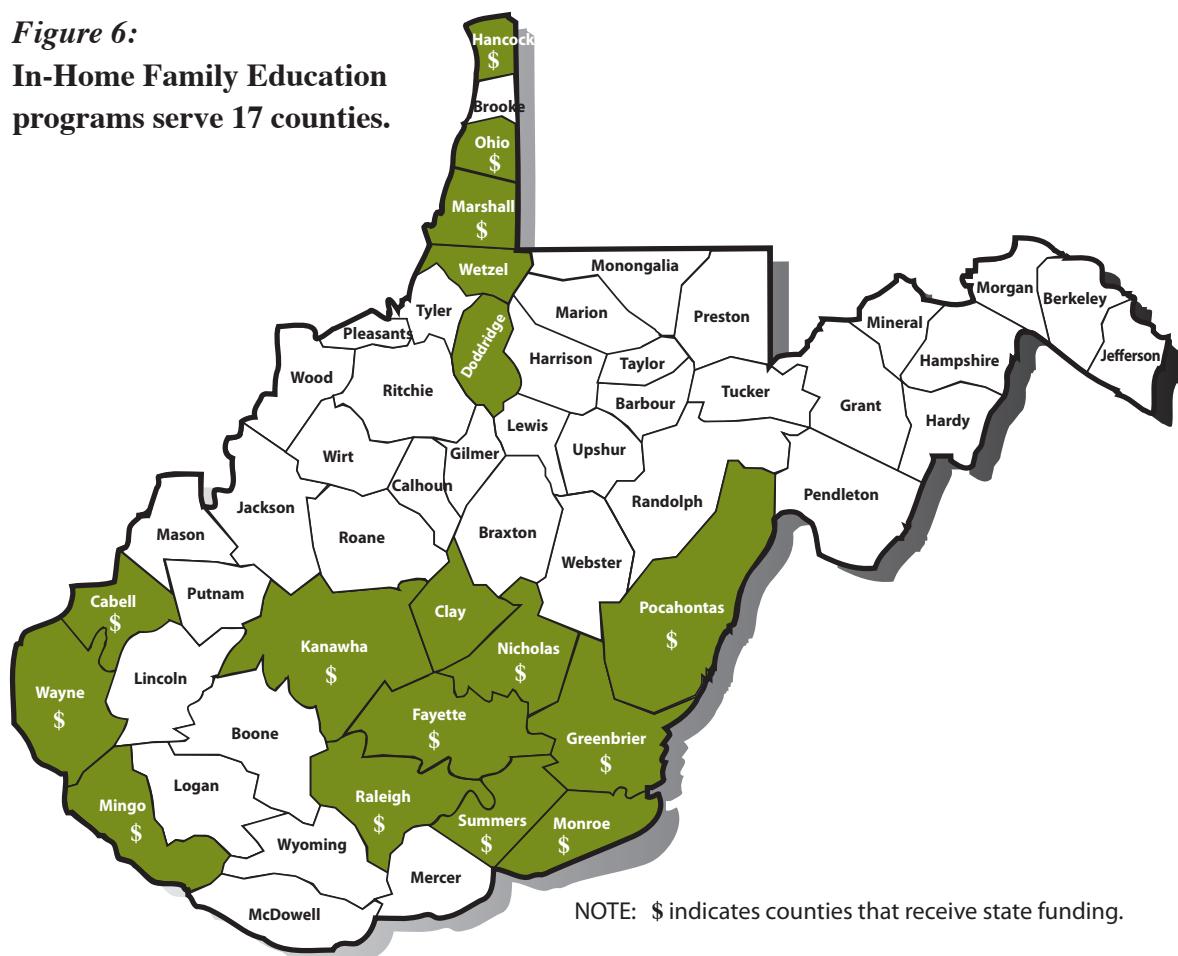 Figure 6:
In-Home Family Education
programs serve 17 counties.
Hancock
$
Brooke
Ohio
$
Marshall
$
Wetzel
Monongalia
Tyler
Marion
Preston
Pleasants
Doddridge
Harrison
Taylor
Wood
Ritchie
Barbour
Tucker
Morgan
Berkeley
Mineral
Hampshire
Jefferson
Grant
Hardy
Lewis
Gilmer
Upshur
Wirt
Calhoun
Randolph
Pendleton
Jackson
Roane
Braxton
Mason
Webster
Putnam
Cabell
$
Clay
Pocahontas
$
Kanawha
$
Nicholas
$
Lincoln
Wayne
$
Boone
Fayette
$
Greenbrier
$
Logan
Mingo
$
Raleigh
$
Summers
$
Monroe
$
Wyoming
Mercer
McDowell
NOTE: $ indicates counties that receive state funding.